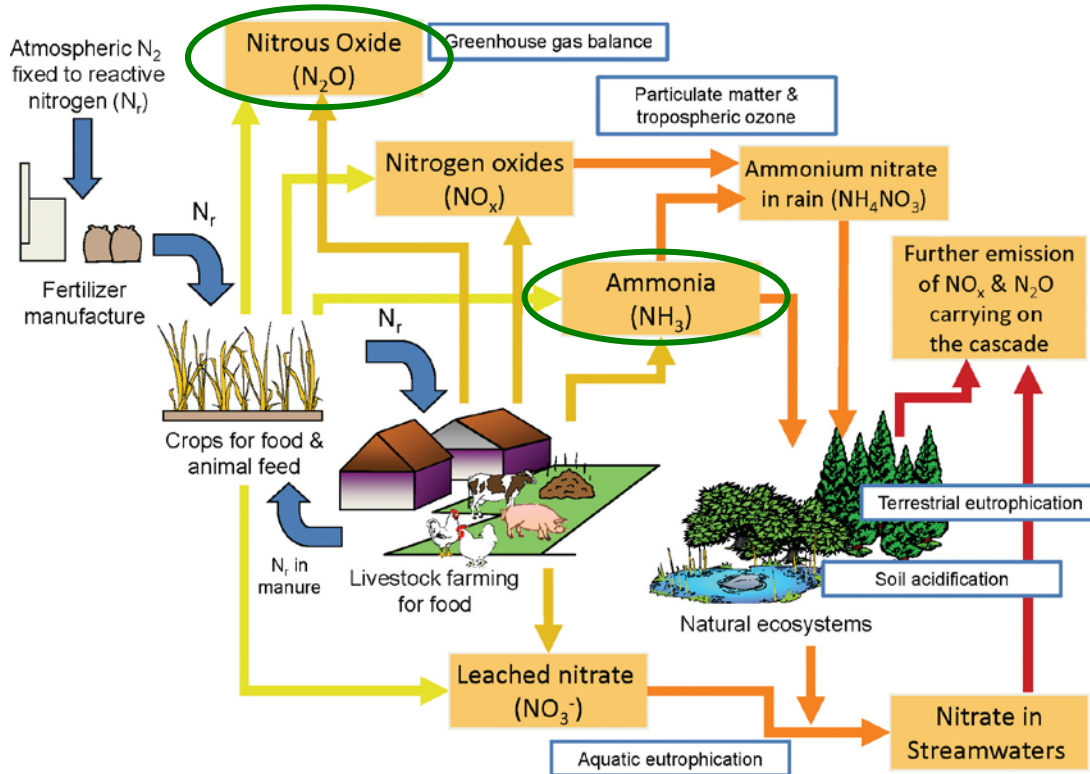 Atmospheric N₂
fixed to reactive
nitrogen (Nᵣ)
Nitrous Oxide
(N₂O)
Greenhouse gas balance
Particulate matter &
tropospheric ozone
Nitrogen oxides
(NOₓ)
Ammonium nitrate
in rain (NH₄NO₃)
Nᵣ
Fertilizer
manufacture
Ammonia
(NH₃)
Further emission
of NOₓ & N₂O
carrying on
the cascade
Nᵣ
Crops for food &
animal feed
Terrestrial eutrophication
Soil acidification
Nᵣ in
manure
Livestock farming
for food
Natural ecosystems
Leached nitrate
(NO₃⁻)
Nitrate in
Streamwaters
Aquatic eutrophication